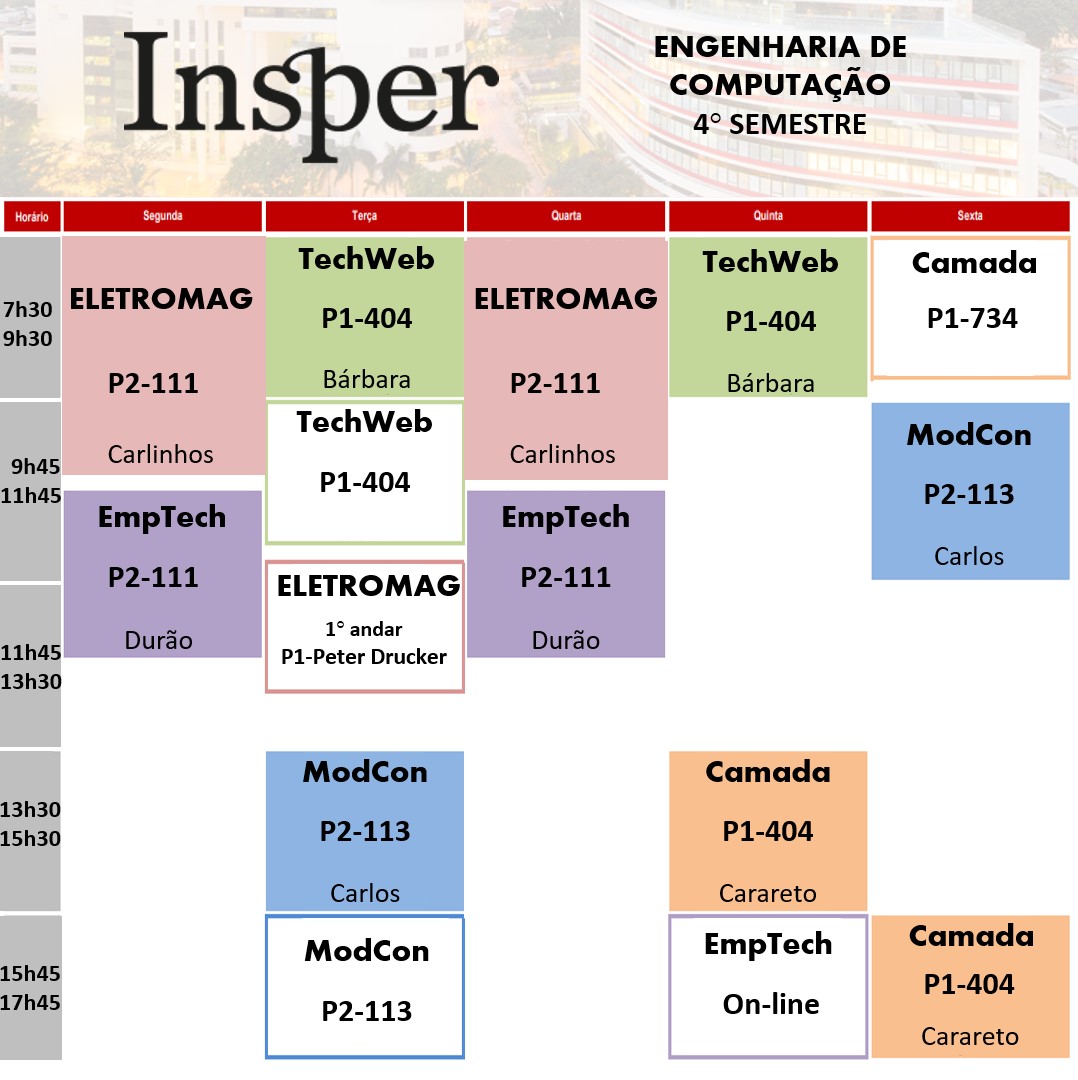 Insper
ENGENHARIA DE
COMPUTAÇÃO
4° SEMESTRE
Horário
Segunda
Terça
Quarta
Quinta
Sexta
7h30
9h30
ELETROMAG
P2-111
Carlinhos
TechWeb
P1-404
Bárbara
ELETROMAG
P2-111
Carlinhos
TechWeb
P1-404
Bárbara
Camada
P1-734
9h45
11h45
TechWeb
P1-404
ModCon
P2-113
Carlos
EmpTech
P2-111
Durão
ELETROMAG
1° andar
P1-Peter Drucker
EmpTech
P2-111
Durão
11h45
13h30
13h30
15h30
ModCon
P2-113
Carlos
Camada
P1-404
Carareto
15h45
17h45
ModCon
P2-113
EmpTech
On-line
Camada
P1-404
Carareto